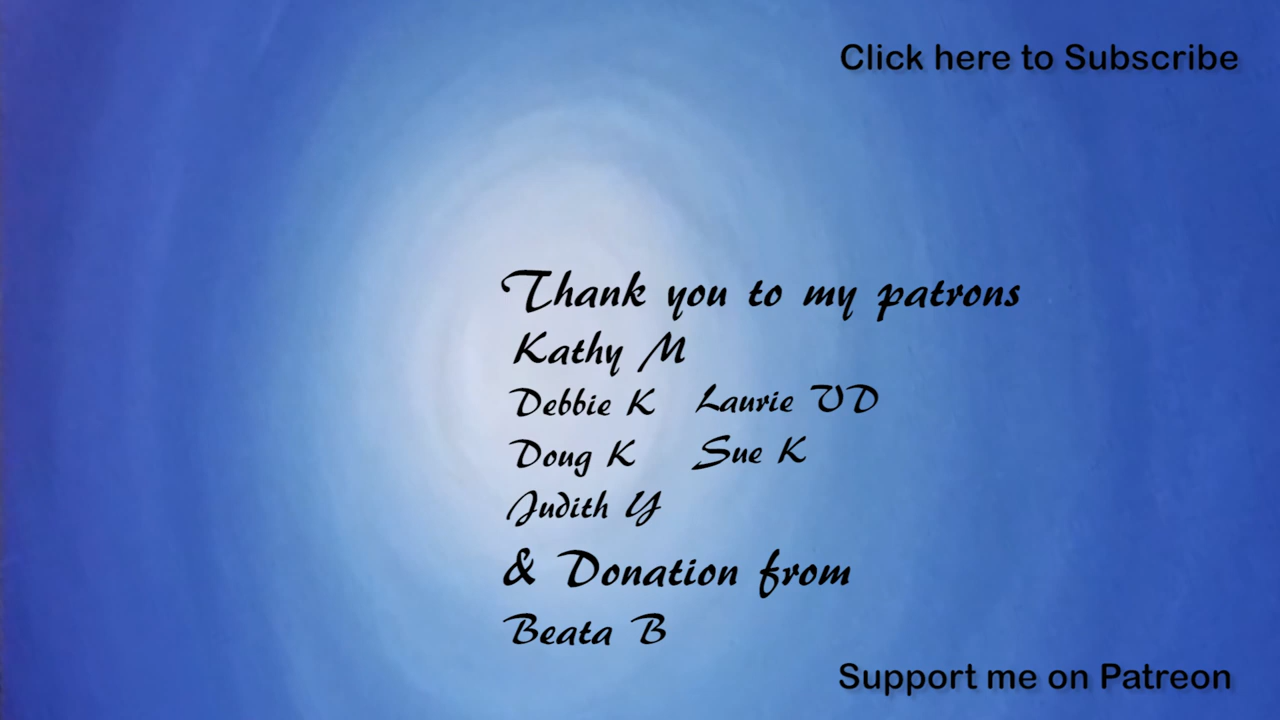 Click here to Subscribe
Thank you to my patrons
Kathy M
Debbie K Laurie VD
Doug K Sue K
Judith Y
& Donation from
Beata B
Support me on Patreon